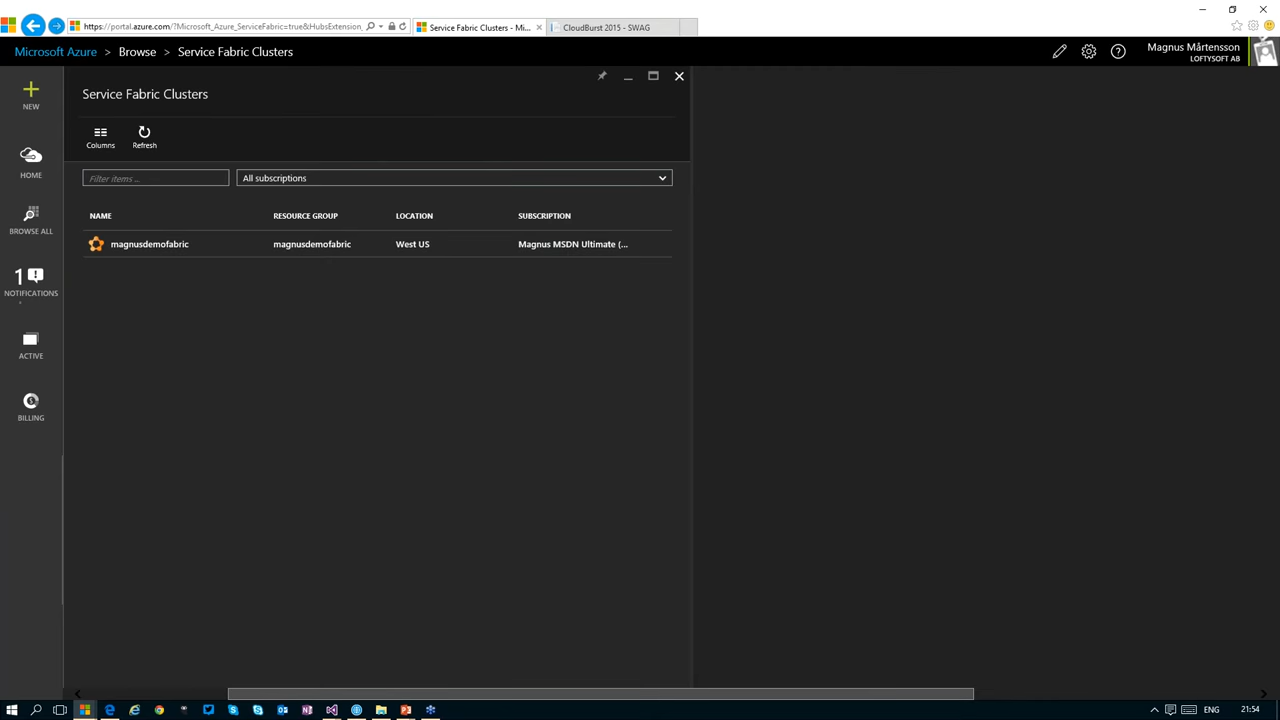 https://portal.azure.com/?Microsoft_Azure_ServiceFabric=true&HubsExtension_
Service Fabric Clusters - Mi...
CloudBurst 2015 - SWAG
Microsoft Azure > Browse > Service Fabric Clusters
Magnus Mårtensson
LOFTYSOFT AB
NEW
HOME
BROWSE ALL
1
NOTIFICATIONS
ACTIVE
BILLING
Service Fabric Clusters
Columns
Refresh
Filter items ...
All subscriptions
NAME RESOURCE GROUP LOCATION SUBSCRIPTION
magnusdemofabric magnusdemofabric West US Magnus MSDN Ultimate (...
ENG
21:54